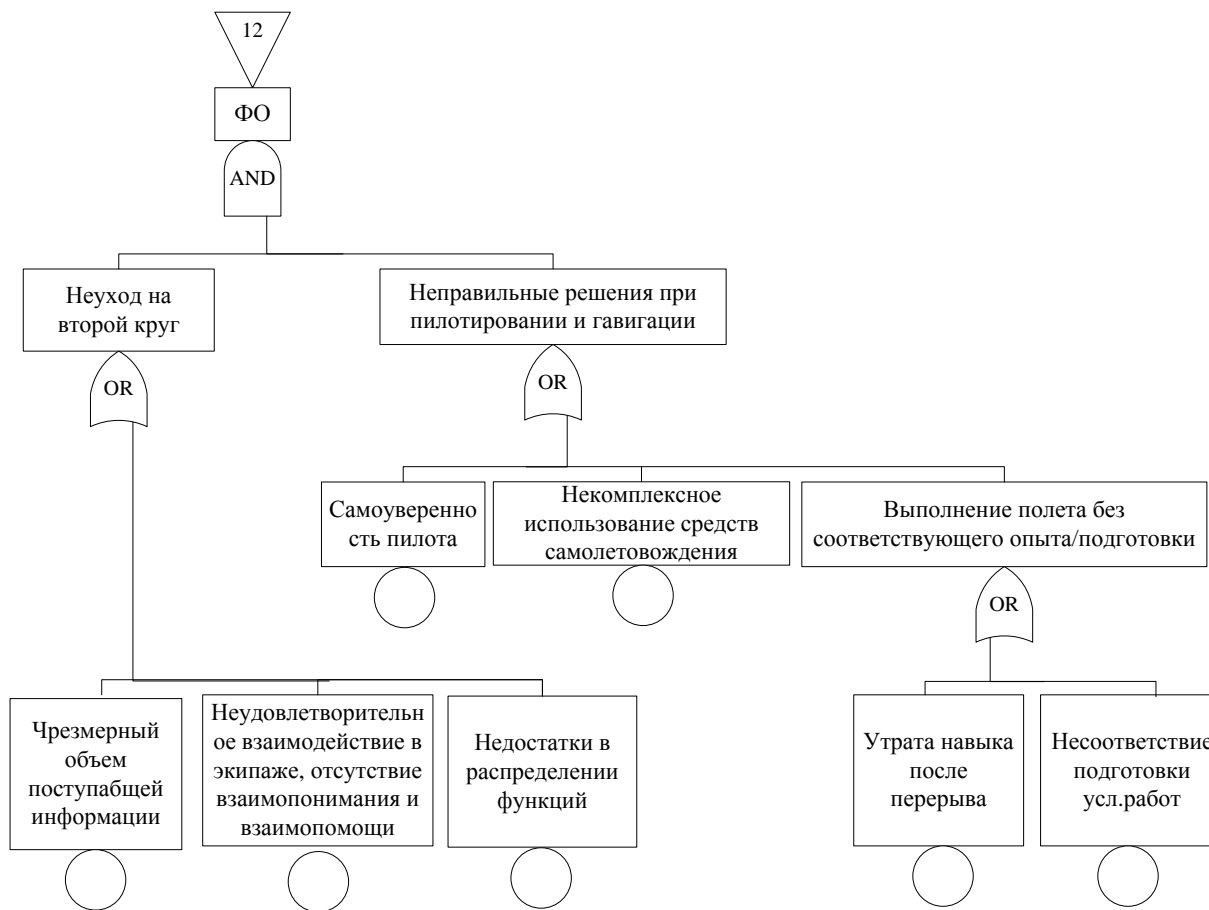 12
ФО
AND
Неуход на
второй круг
Неправильные решения при
пилотировании и гавигации
OR
OR
Самоуверенно
сть пилота
Некомплексное
использование средств
самолетовождения
Выполнение полета без
соответствующего опыта/подготовки
OR
Чрезмерный
объем
поступабщей
информации
Неудовлетворительн
ое взаимодействие в
экипаже, отсутствие
взаимопонимания и
взаимопомощи
Недостатки в
распределении
функций
Утрата навыка
после
перерыва
Несоответствие
подготовки
усл.работ